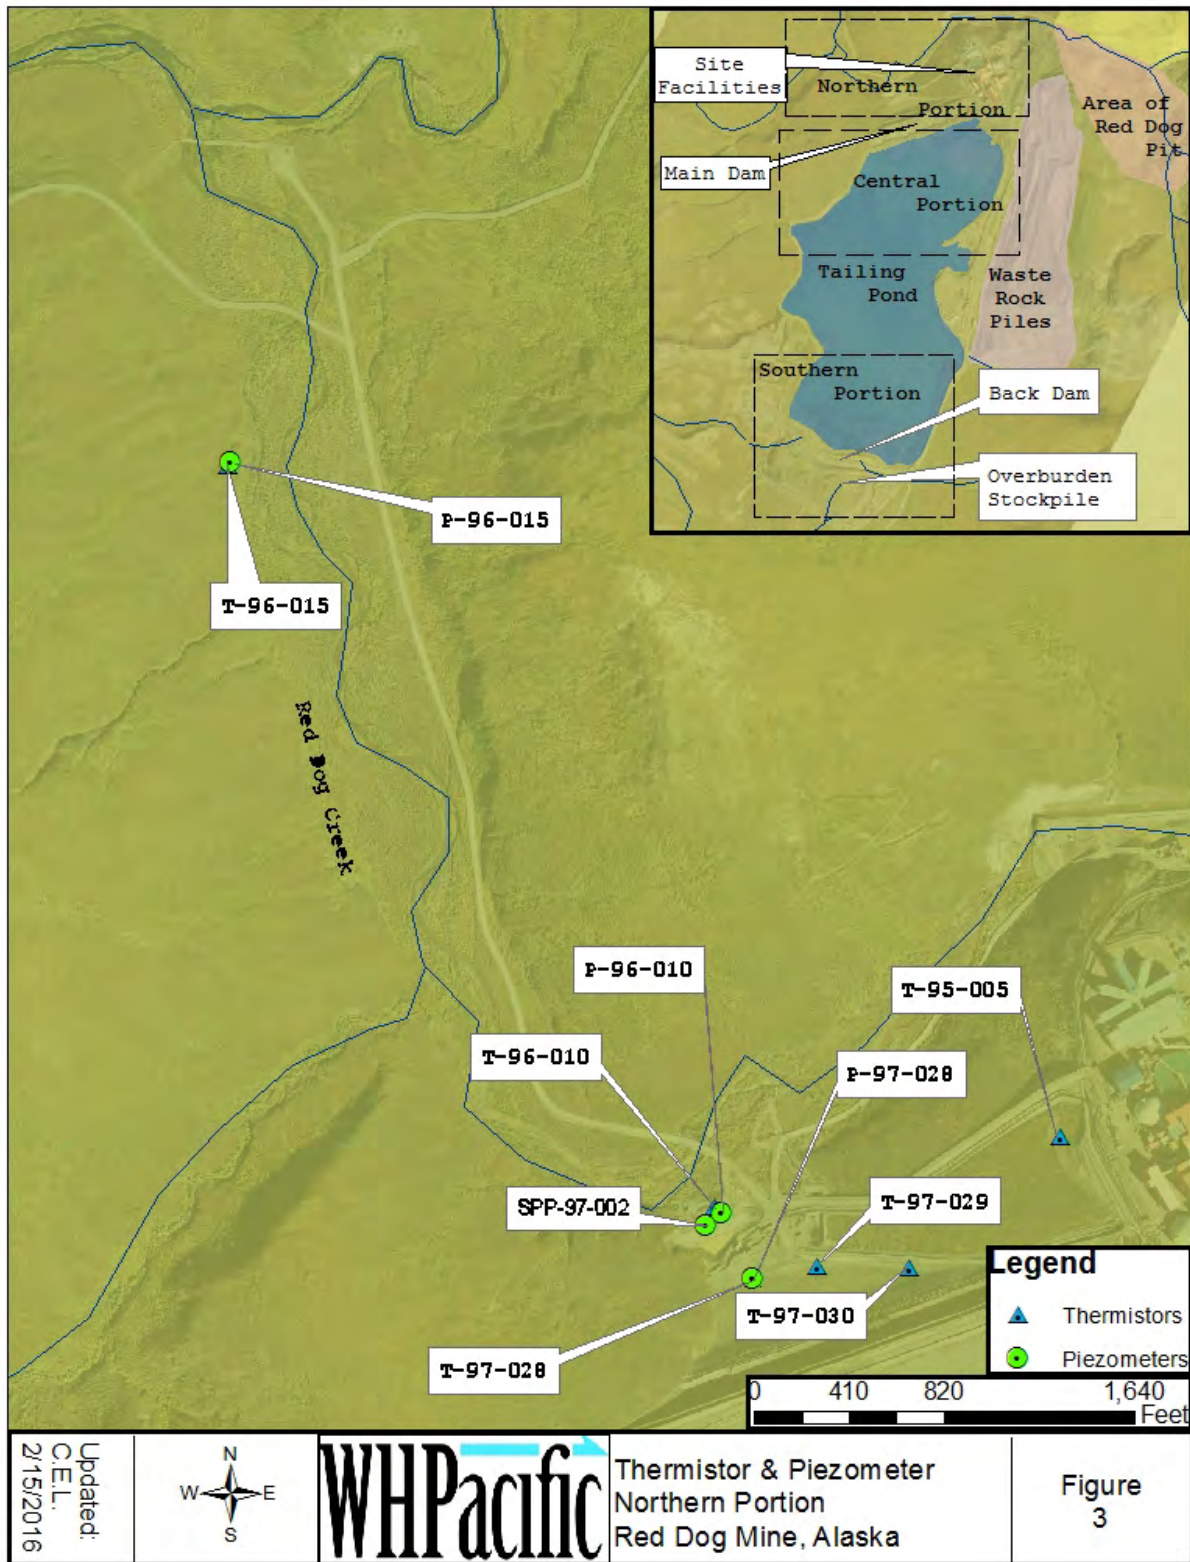 Site
Facilities
Northern
Portion
Area of
Red Dog
Pit
Main Dam
Central
Portion
Tailing
Pond
Waste
Rock
Piles
Southern
Portion
Back Dam
Overburden
Stockpile
P-96-015
T-96-015
Red Dog Creek
P-96-010
T-95-005
T-96-010
P-97-028
SPP-97-002
T-97-029
T-97-030
T-97-028
Legend
Thermistors
Piezometers
0 410 820 1,640
Feet
Updated:
C.E.L.
2/15/2016
N
W E
S
WHPacific
Thermistor & Piezometer
Northern Portion
Red Dog Mine, Alaska
Figure
3